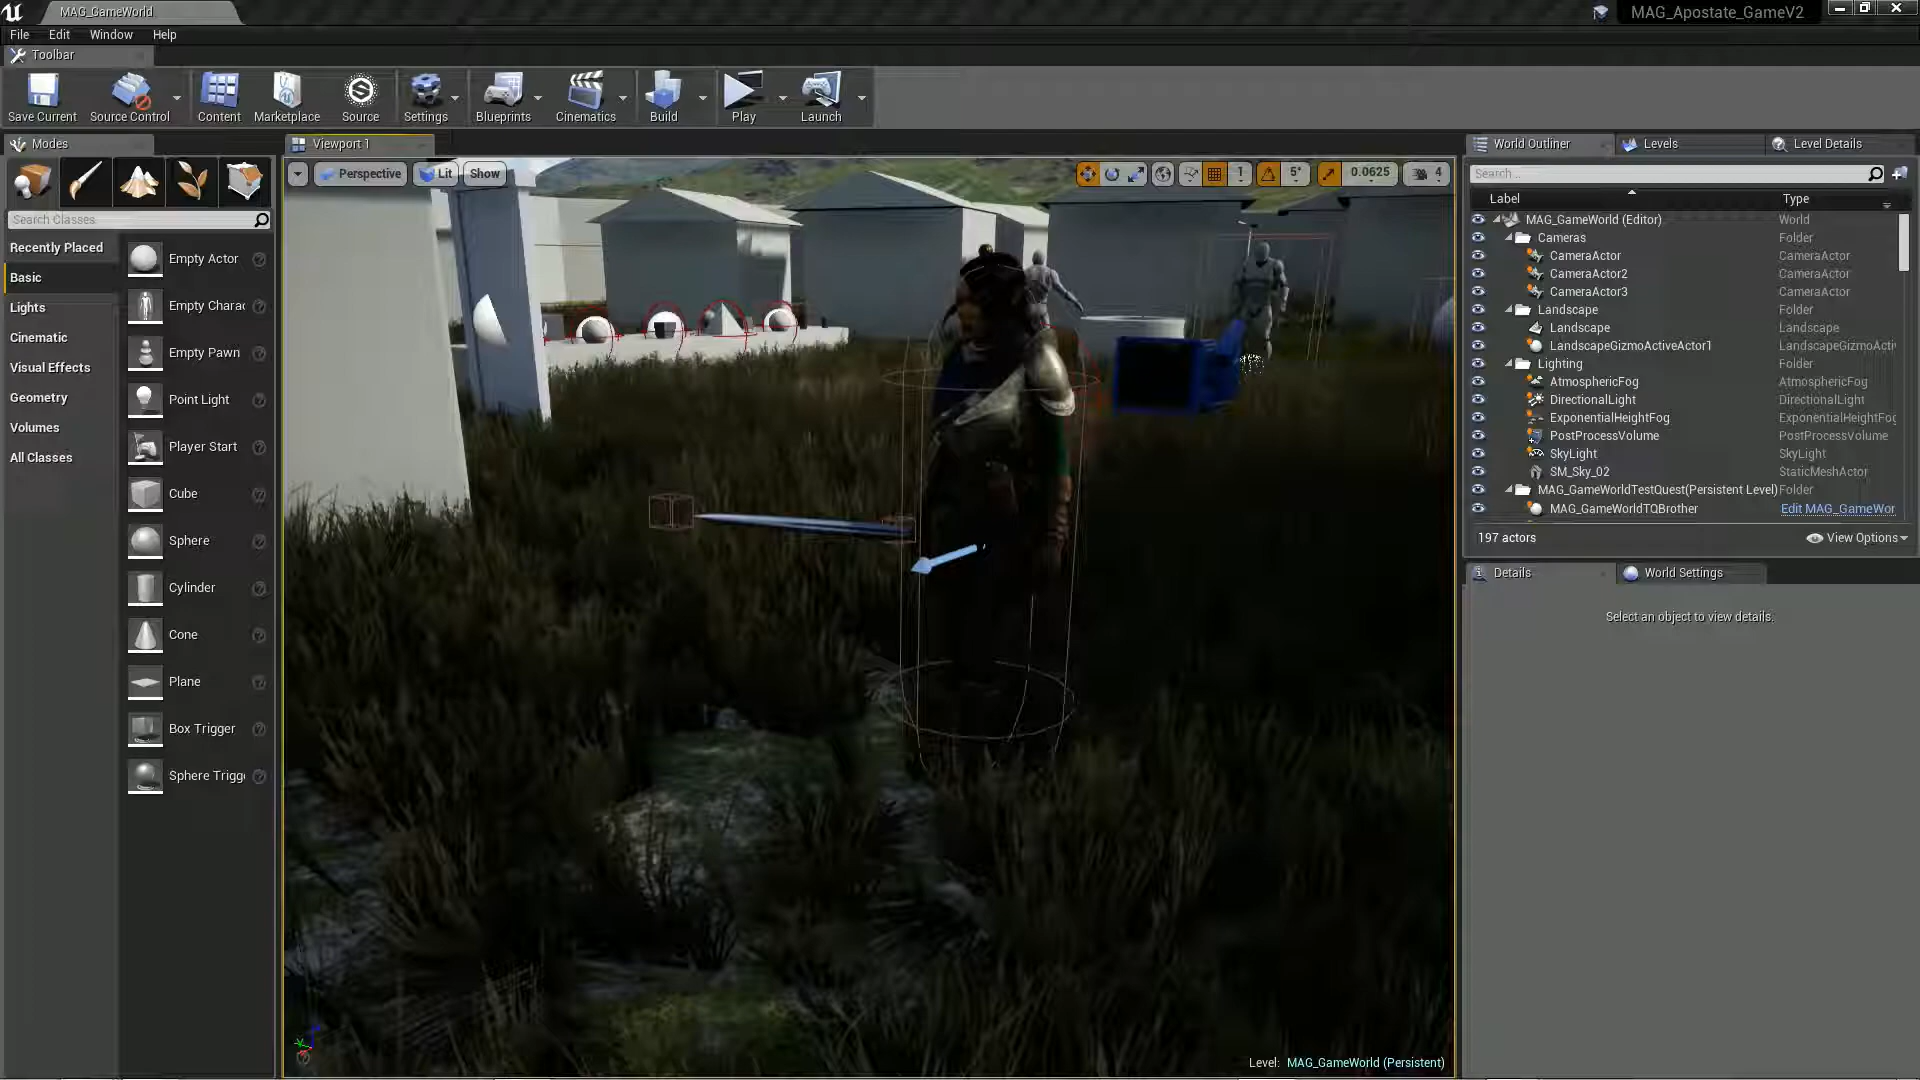 MAG_GameWorld
MAG_Apostate_GameV2
File Edit Window Help
Toolbar
Save Current
Source Control
Content
Marketplace
Source
Settings
Blueprints
Cinematics
Build
Play
Launch
Modes
Search Classes
Recently Placed
Basic
Lights
Cinematic
Visual Effects
Geometry
Volumes
All Classes
Empty Actor
Empty Charac
Empty Pawn
Point Light
Player Start
Cube
Sphere
Cylinder
Cone
Plane
Box Trigger
Sphere Trigg
Viewport 1
Perspective
Lit
Show
1
5°
0.0625
4
Level: MAG_GameWorld (Persistent)
World Outliner
Levels
Level Details
Search...
Label Type
MAG_GameWorld (Editor) World
Cameras Folder
CameraActor CameraActor
CameraActor2 CameraActor
CameraActor3 CameraActor
Landscape Folder
Landscape Landscape
LandscapeGizmoActiveActor1 LandscapeGizmoActi
Lighting Folder
AtmosphericFog AtmosphericFog
DirectionalLight DirectionalLight
ExponentialHeightFog ExponentialHeightFog
PostProcessVolume PostProcessVolume
SkyLight SkyLight
SM_Sky_02 StaticMeshActor
MAG_GameWorldTestQuest(Persistent Level) Folder
MAG_GameWorldTQBrother Edit MAG_GameWor
197 actors
View Options
Details
World Settings
Select an object to view details.